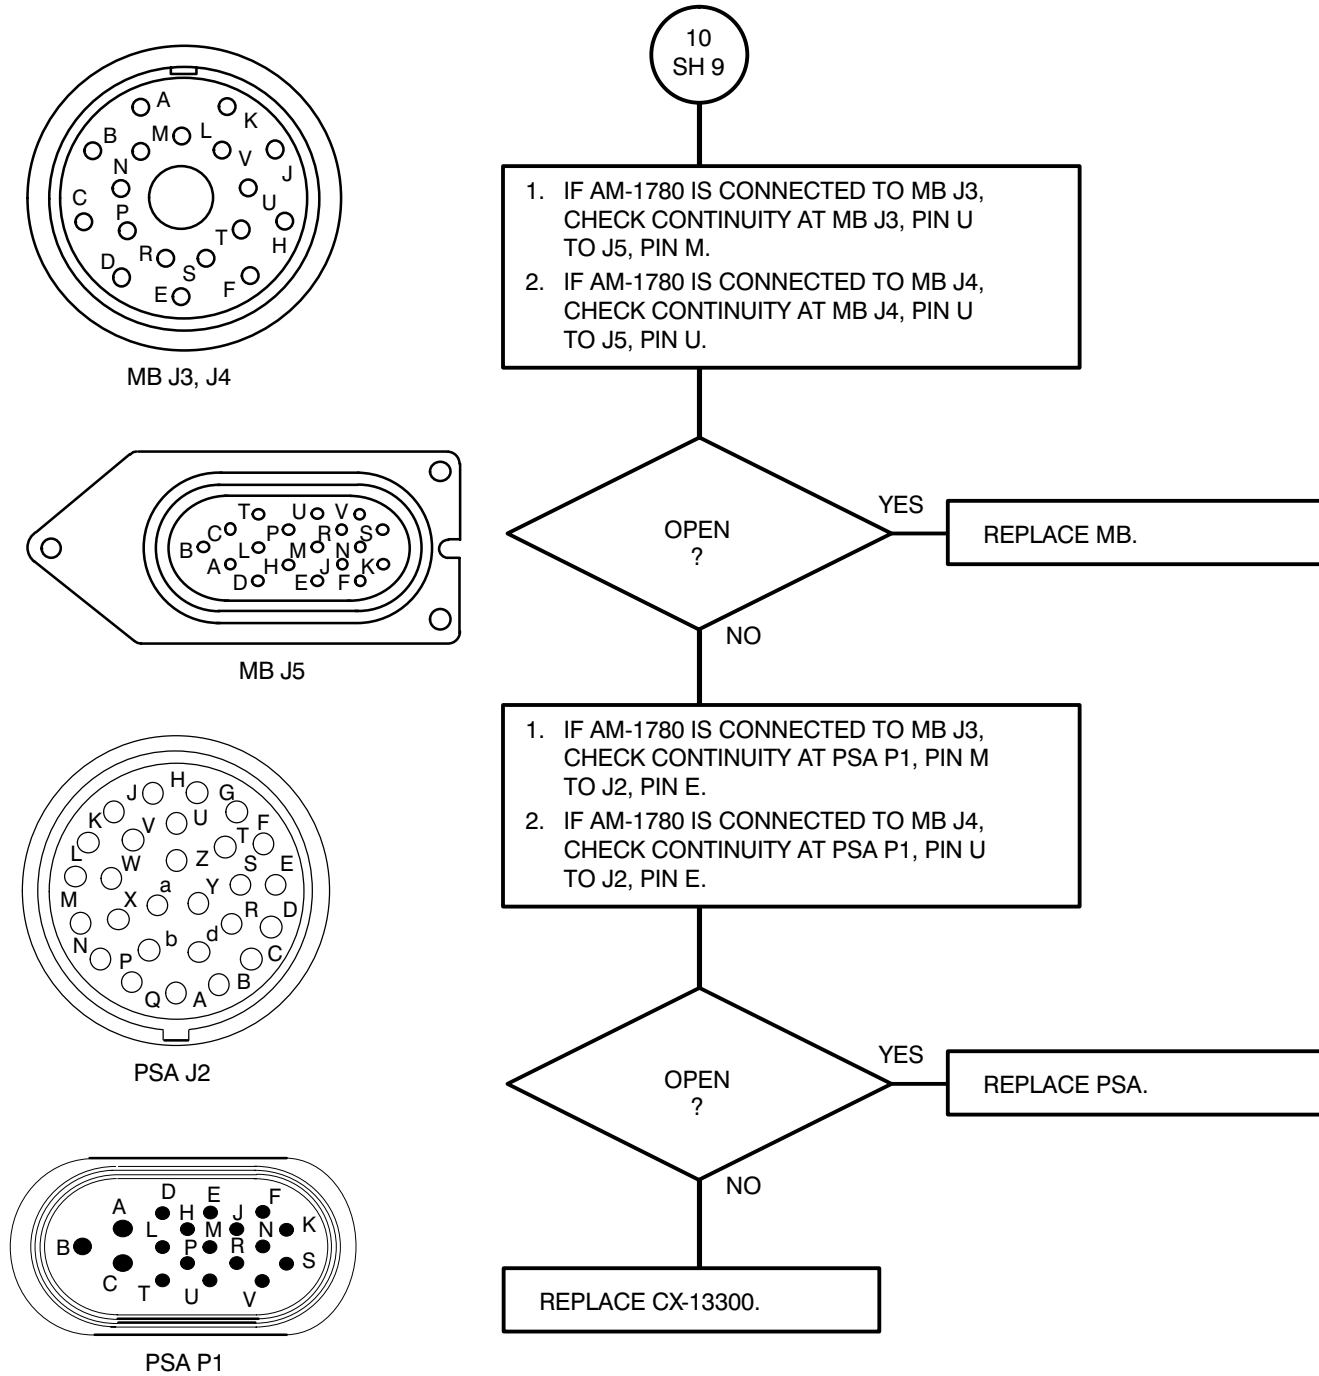 10
SH 9
1. IF AM-1780 IS CONNECTED TO MB J3,
CHECK CONTINUITY AT MB J3, PIN U
TO J5, PIN M.
2. IF AM-1780 IS CONNECTED TO MB J4,
CHECK CONTINUITY AT MB J4, PIN U
TO J5, PIN U.
OPEN
?
YES
REPLACE MB.
NO
1. IF AM-1780 IS CONNECTED TO MB J3,
CHECK CONTINUITY AT PSA P1, PIN M
TO J2, PIN E.
2. IF AM-1780 IS CONNECTED TO MB J4,
CHECK CONTINUITY AT PSA P1, PIN U
TO J2, PIN E.
OPEN
?
YES
REPLACE PSA.
NO
REPLACE CX-13300.
A
K
B M L
N V J
C P U
T H
D R S
E F
MB J3, J4
T U V
C P R S
B L M N
A H J K
D E F
MB J5
J H G
K V U F
L W Z T
S E
M X a Y
R D
N P b d C
Q A B
PSA J2
D E F
A H J
L M N K
B P R
C S
T U V
PSA P1